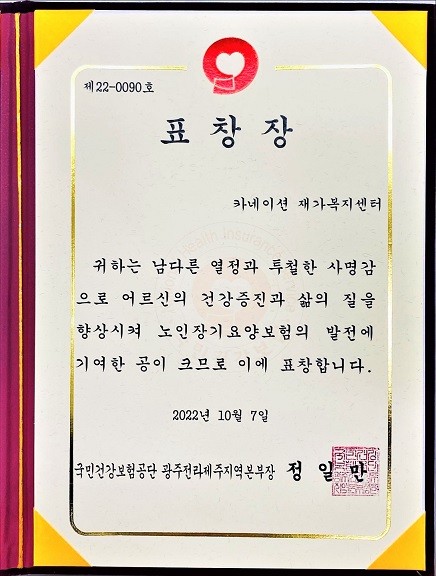 제22-0090호
표창장
카네이션 재가복지센터
귀하는 남다른 열정과 투철한 사명감
으로 어르신의 건강증진과 삶의 질을
향상시켜 노인장기요양보험의 발전에
기여한 공이 크므로 이에 표창합니다.
2022년 10월 7일
국민건강보험공단 광주전라제주지역본부장 정일만